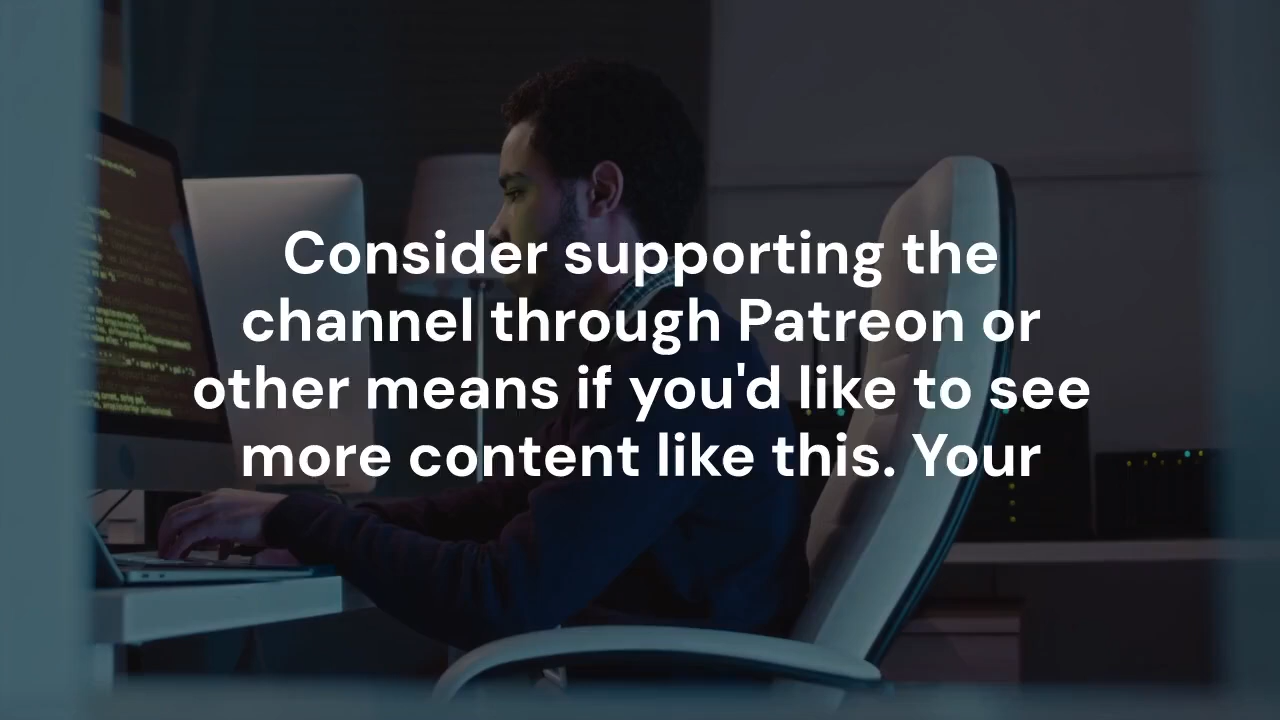 Consider supporting the
channel through Patreon or
other means if you'd like to see
more content like this. Your